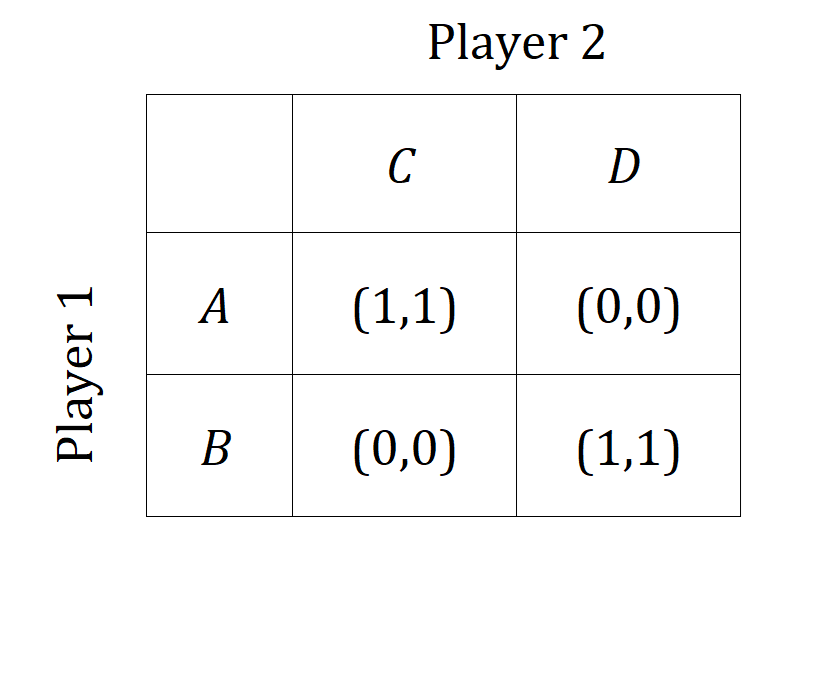 Player 2
C D
Player 1
A (1,1) (0,0)
B (0,0) (1,1)